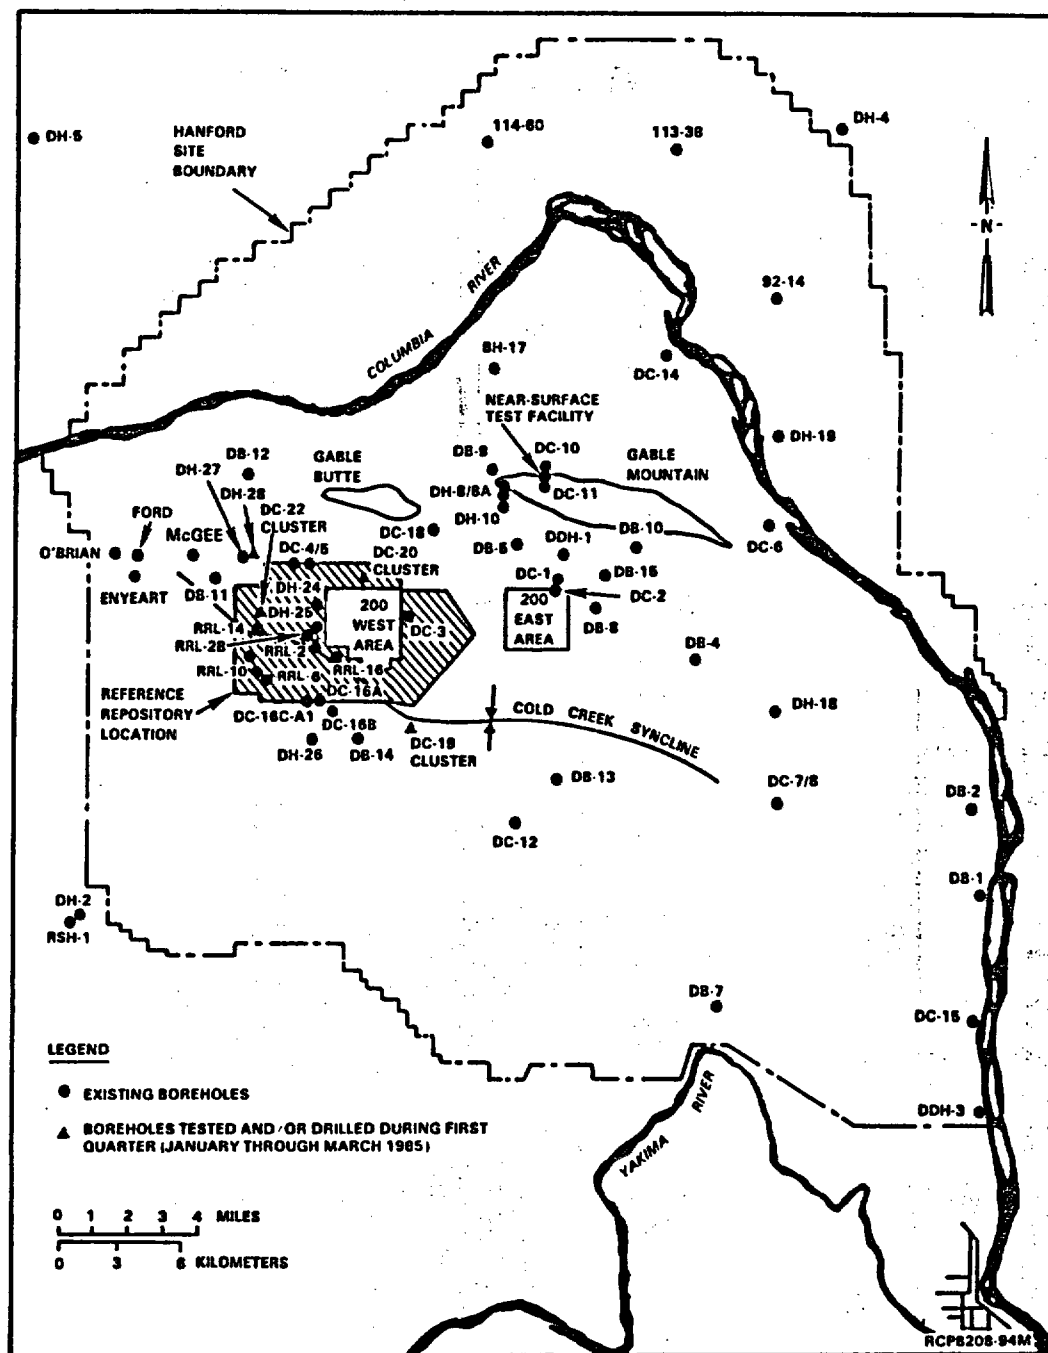 DH-5
HANFORD
SITE
BOUNDARY
114-60
113-38
DH-4
-N-
RIVER
COLUMBIA
92-14
BH-17
DC-14
NEAR-SURFACE
TEST FACILITY
DH-19
DB-12
DH-27
DH-28
DC-22
CLUSTER
GABLE
BUTTE
DB-9
DC-10
GABLE
MOUNTAIN
DH-8/8A
DC-11
DH-10
FORD
McGEE
O'BRIAN
DC-4/5
DC-18
DC-20
CLUSTER
DB-5
DDH-1
DB-10
DC-6
ENYEART
DB-11
DH-24
DH-25
DC-1
DB-15
DC-2
200
WEST
AREA
DC-3
200
EAST
AREA
DB-8
RRL-14
RRL-2B
RRL-2
RRL-16
DB-4
RRL-10
RRL-6
REFERENCE
REPOSITORY
LOCATION
DC-16A
DC-16C-A1
DC-16B
COLD CREEK SYNCLINE
DH-18
DH-26
DB-14
DC-19
CLUSTER
DB-13
DC-7/8
DB-2
DC-12
DB-1
DH-2
RSH-1
DB-7
DC-15
LEGEND
EXISTING BOREHOLES
BOREHOLES TESTED AND/OR DRILLED DURING FIRST
QUARTER (JANUARY THROUGH MARCH 1985)
DDH-3
YAKIMA
RIVER
0 1 2 3 4 MILES
0 3 6 KILOMETERS
RCP8208-94M